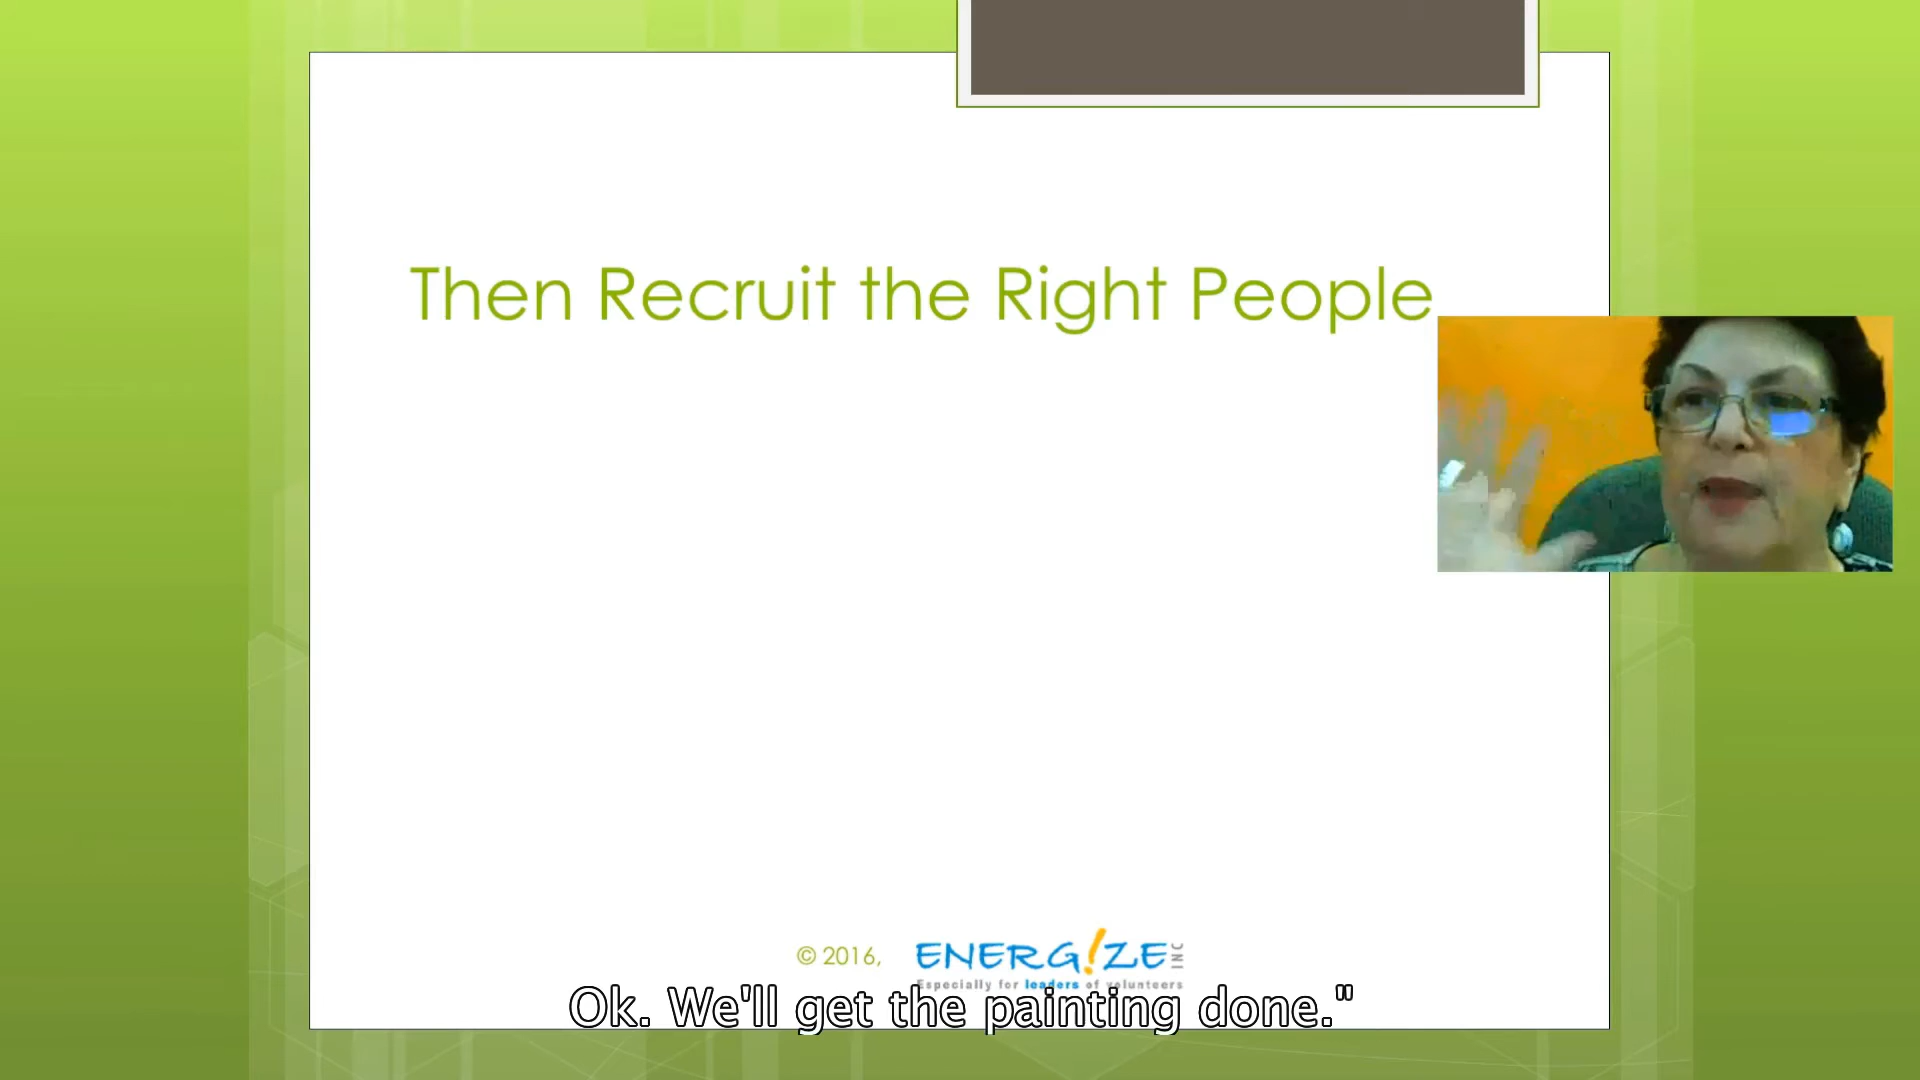 Then Recruit the Right People
© 2016, ENERG!ZE INC
Especially for leaders of volunteers
Ok. We'll get the painting done."